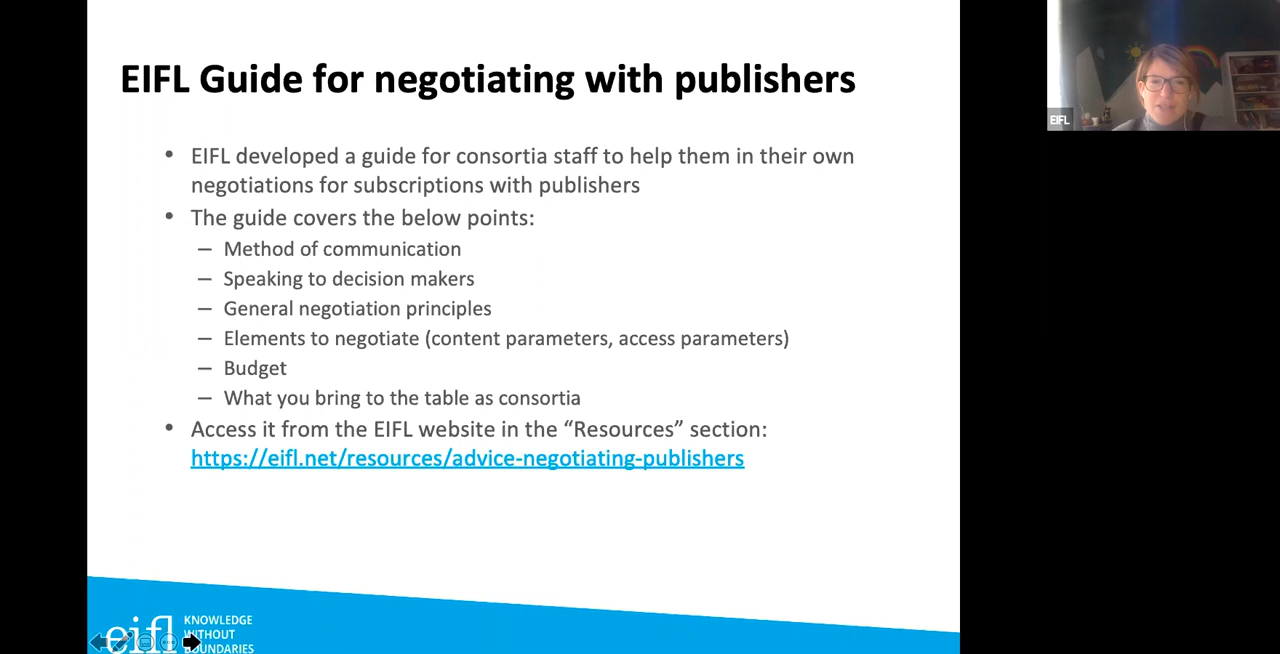 EIFL Guide for negotiating with publishers
• EIFL developed a guide for consortia staff to help them in their own
negotiations for subscriptions with publishers
• The guide covers the below points:
– Method of communication
– Speaking to decision makers
– General negotiation principles
– Elements to negotiate (content parameters, access parameters)
– Budget
– What you bring to the table as consortia
• Access it from the EIFL website in the “Resources” section:
https://eifl.net/resources/advice-negotiating-publishers
eifl
KNOWLEDGE
WITHOUT
BOUNDARIES
EIFL